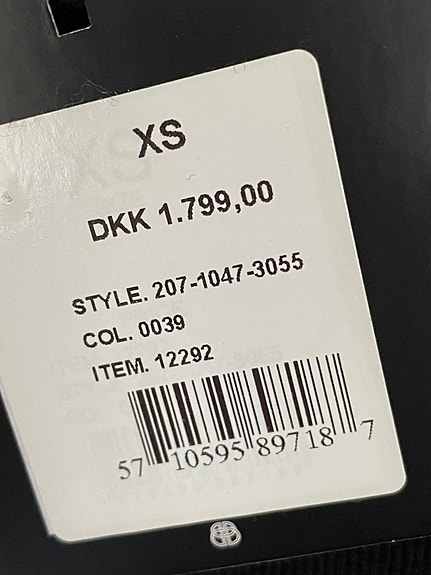 XS
DKK 1.799,00
STYLE. 207-1047-3055
COL. 0039
ITEM. 12292
57 10595 89718 7